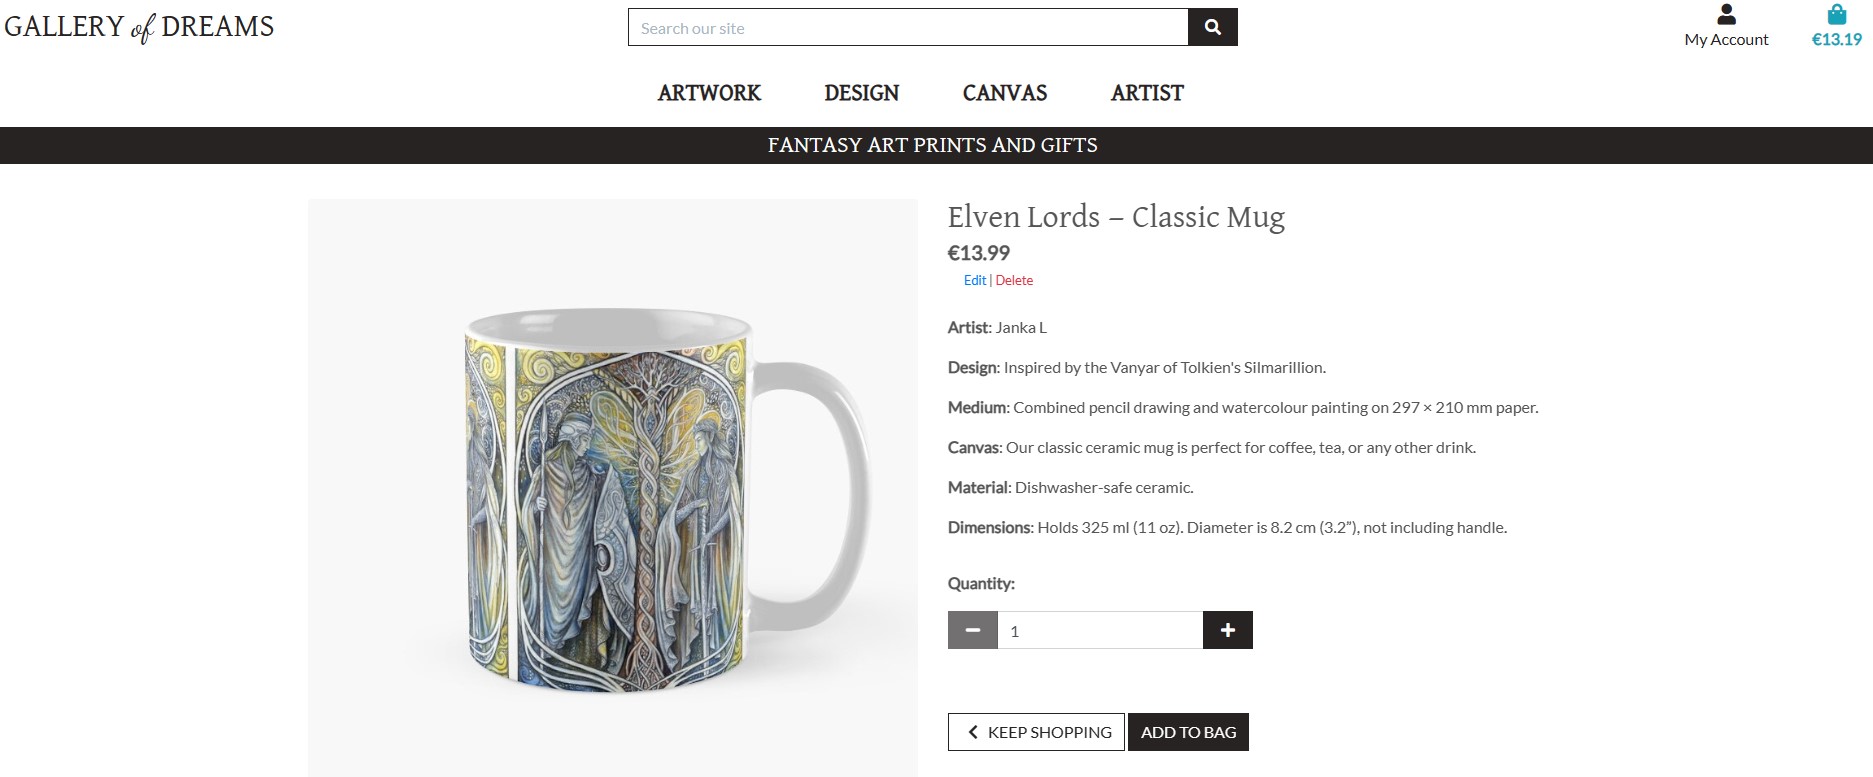 GALLERY of DREAMS
Search our site
My Account
€13.19
ARTWORK DESIGN CANVAS ARTIST
FANTASY ART PRINTS AND GIFTS
Elven Lords – Classic Mug
€13.99
Edit | Delete
Artist: Janka L
Design: Inspired by the Vanyar of Tolkien's Silmarillion.
Medium: Combined pencil drawing and watercolour painting on 297 × 210 mm paper.
Canvas: Our classic ceramic mug is perfect for coffee, tea, or any other drink.
Material: Dishwasher-safe ceramic.
Dimensions: Holds 325 ml (11 oz). Diameter is 8.2 cm (3.2”), not including handle.
Quantity:
1
KEEP SHOPPING ADD TO BAG